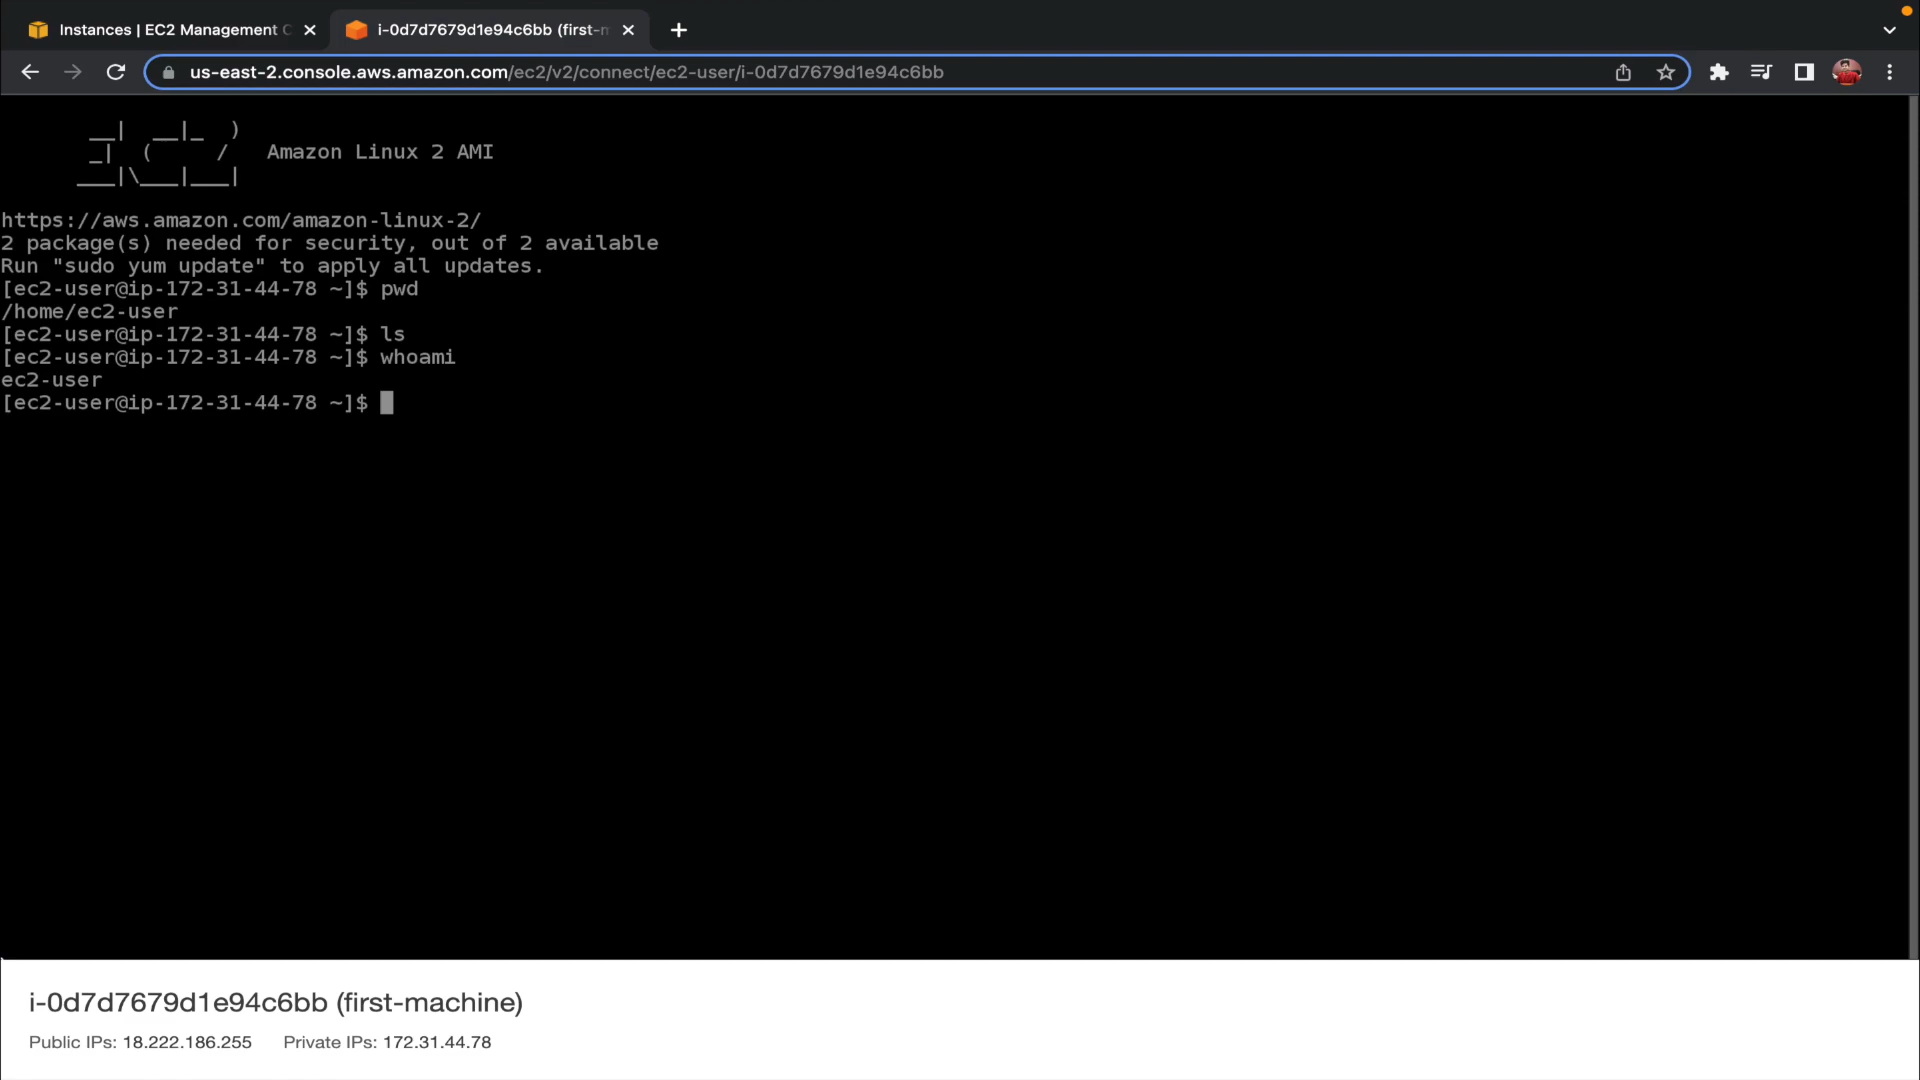 Instances | EC2 Management
i-0d7d7679d1e94c6bb (first-
us-east-2.console.aws.amazon.com/ec2/v2/connect/ec2-user/i-0d7d7679d1e94c6bb
__|  __|_  )
_|  (     /   Amazon Linux 2 AMI
___|\___|___|
https://aws.amazon.com/amazon-linux-2/
2 package(s) needed for security, out of 2 available
Run "sudo yum update" to apply all updates.
[ec2-user@ip-172-31-44-78 ~]$ pwd
/home/ec2-user
[ec2-user@ip-172-31-44-78 ~]$ ls
[ec2-user@ip-172-31-44-78 ~]$ whoami
ec2-user
[ec2-user@ip-172-31-44-78 ~]$
i-0d7d7679d1e94c6bb (first-machine)
Public IPs: 18.222.186.255 Private IPs: 172.31.44.78